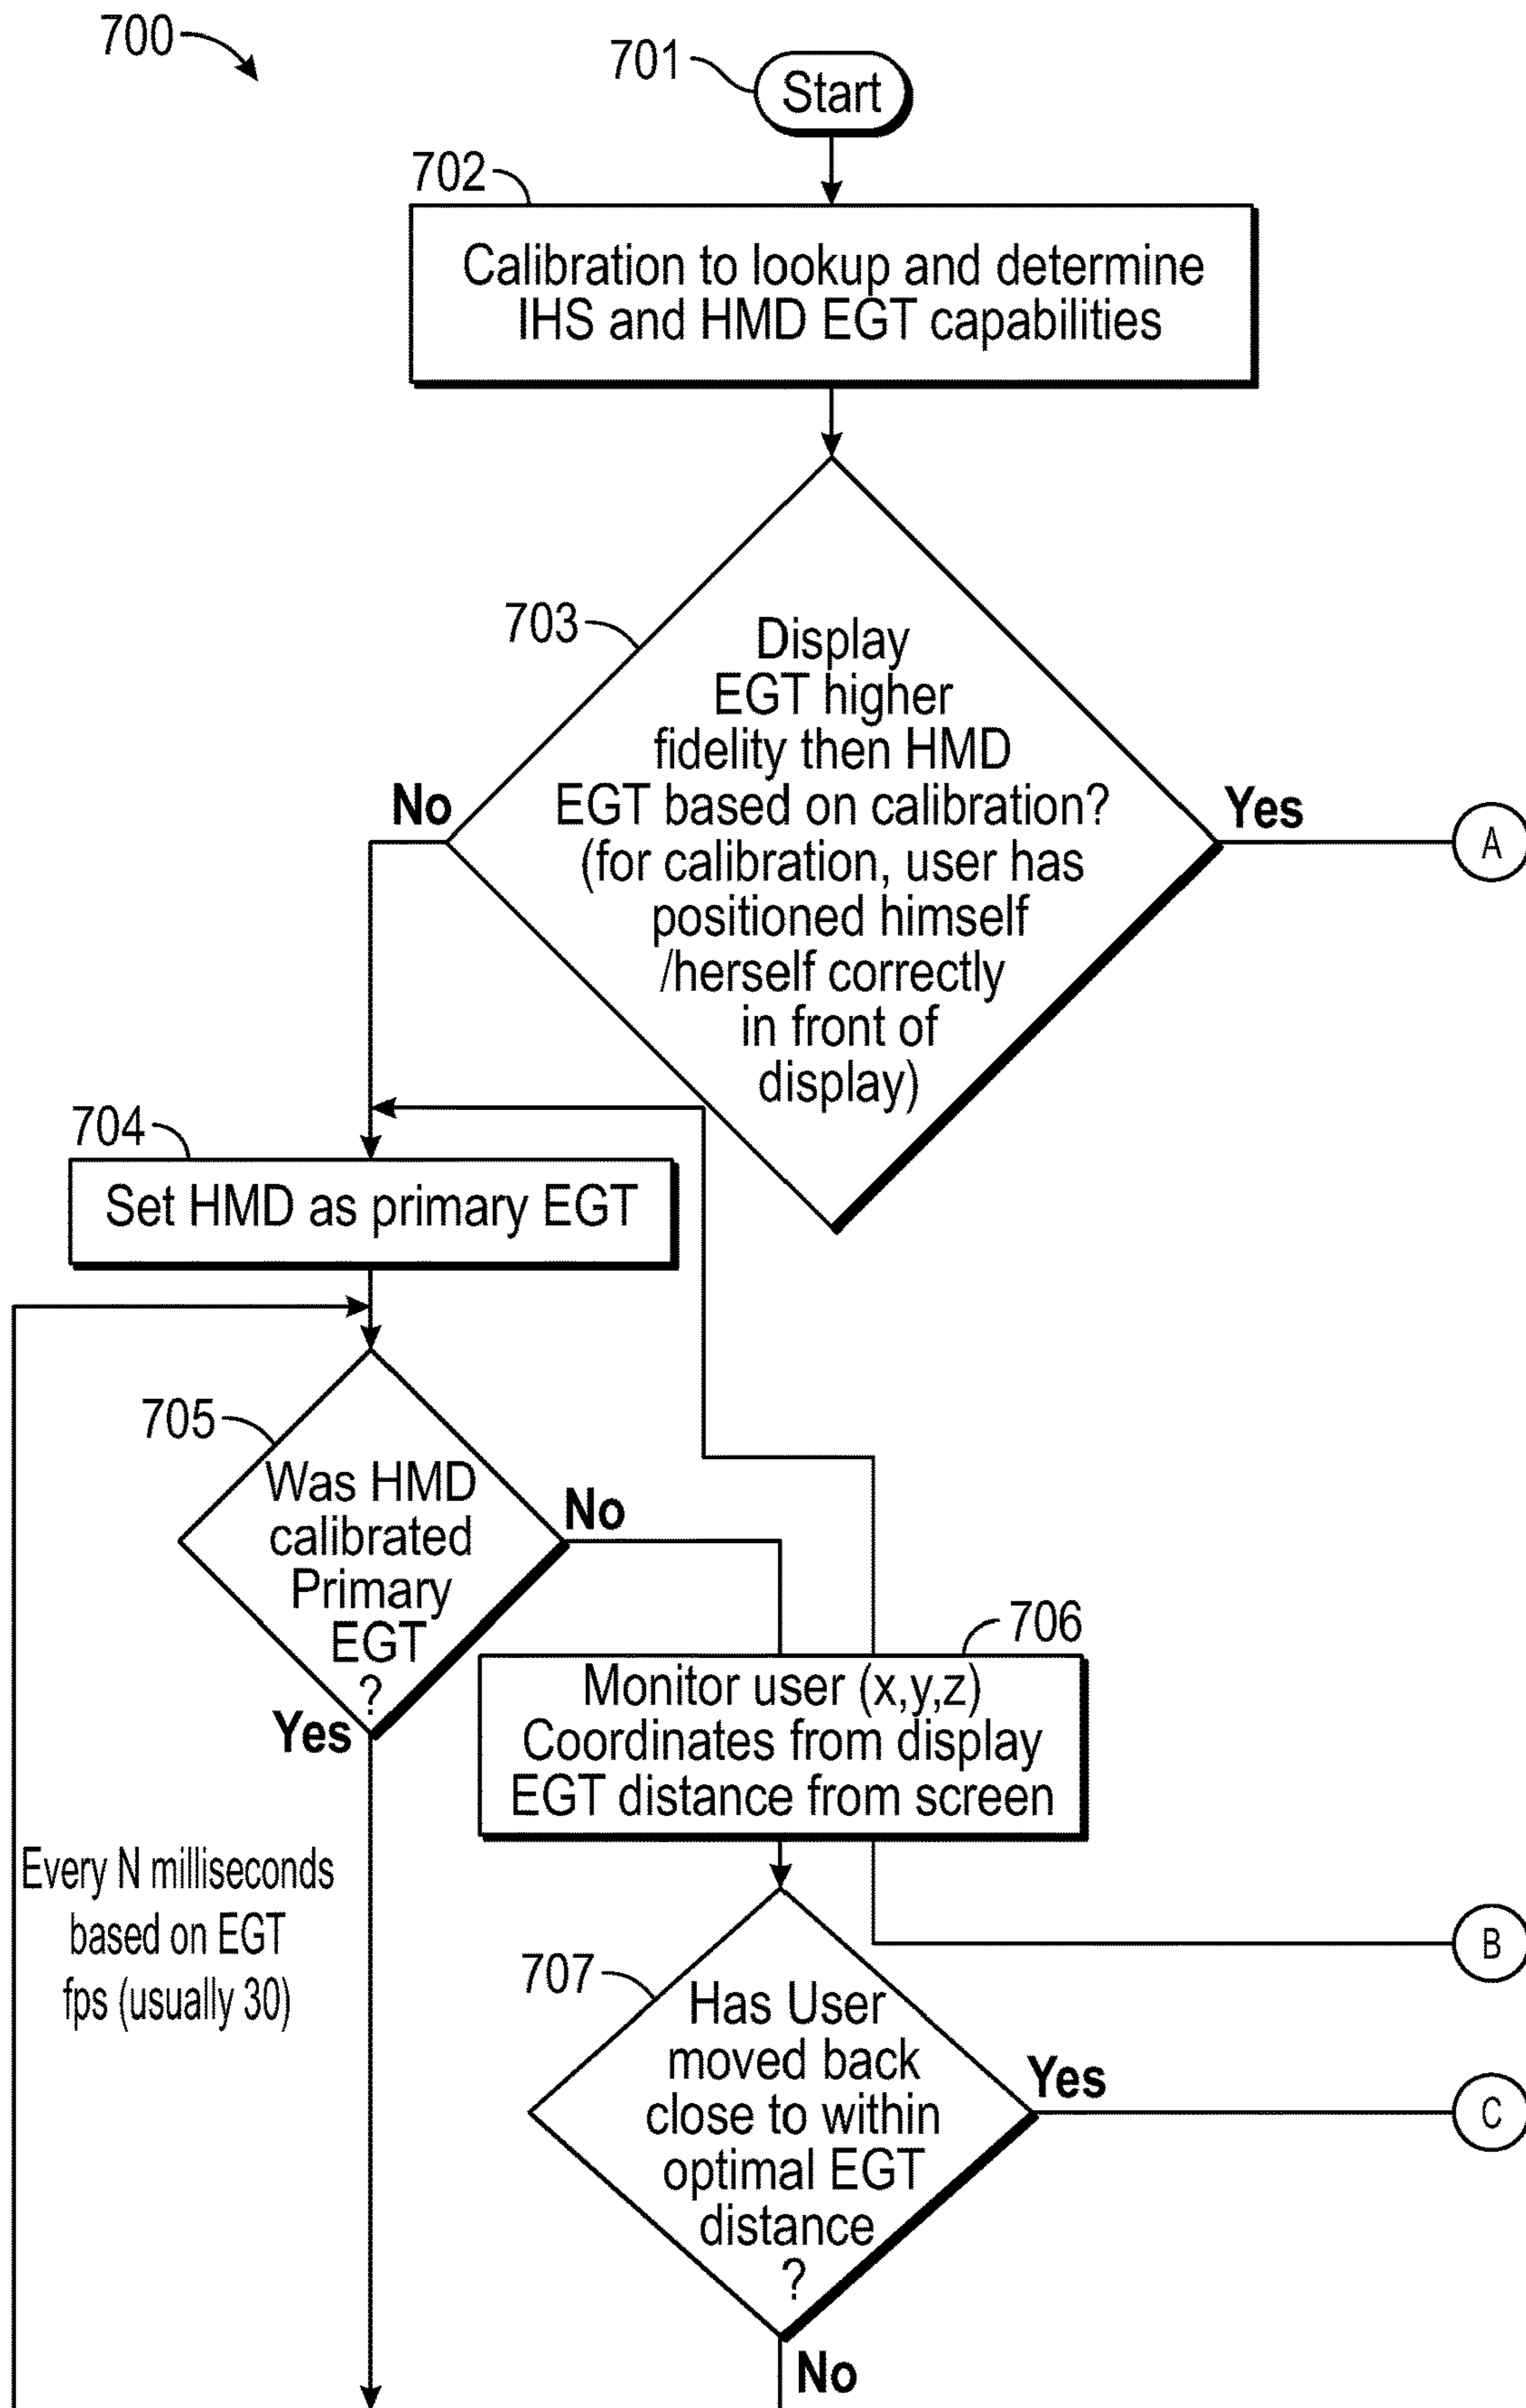 700
701
Start
702
Calibration to lookup and determine
IHS and HMD EGT capabilities
703
Display
EGT higher
fidelity then HMD
EGT based on calibration?
(for calibration, user has
positioned himself
/herself correctly
in front of
display)
No
Yes
A
704
Set HMD as primary EGT
705
Was HMD
calibrated
Primary
EGT
?
No
Yes
706
Monitor user (x,y,z)
Coordinates from display
EGT distance from screen
Every N milliseconds
based on EGT
fps (usually 30)
B
707
Has User
moved back
close to within
optimal EGT
distance
?
Yes
C
No